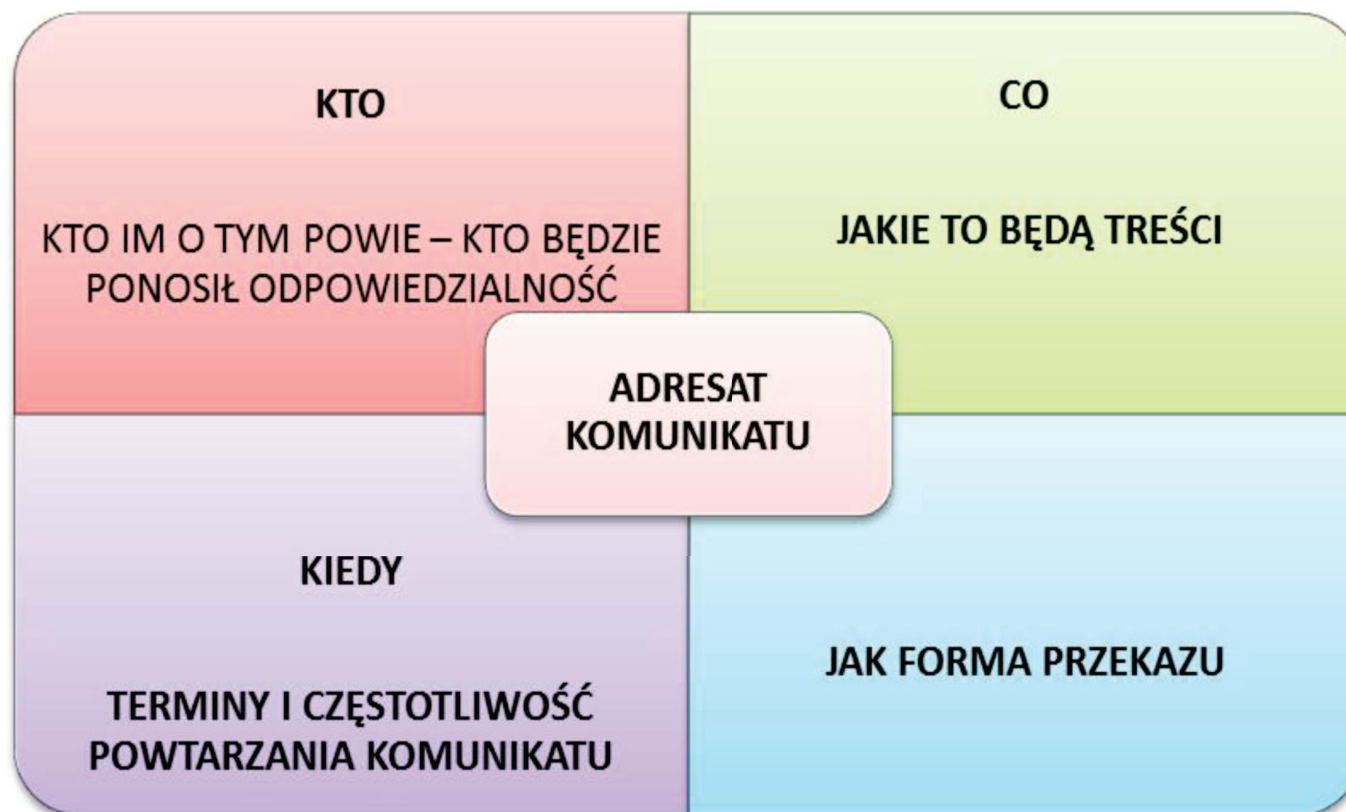 KTO
KTO IM O TYM POWIE – KTO BĘDZIE
PONOSIŁ ODPOWIEDZIALNOŚĆ
CO
JAKIE TO BĘDĄ TREŚCI
ADRESAT
KOMUNIKATU
KIEDY
TERMINY I CZĘSTOTLIWOŚĆ
POWTARZANIA KOMUNIKATU
JAK FORMA PRZEKAZU